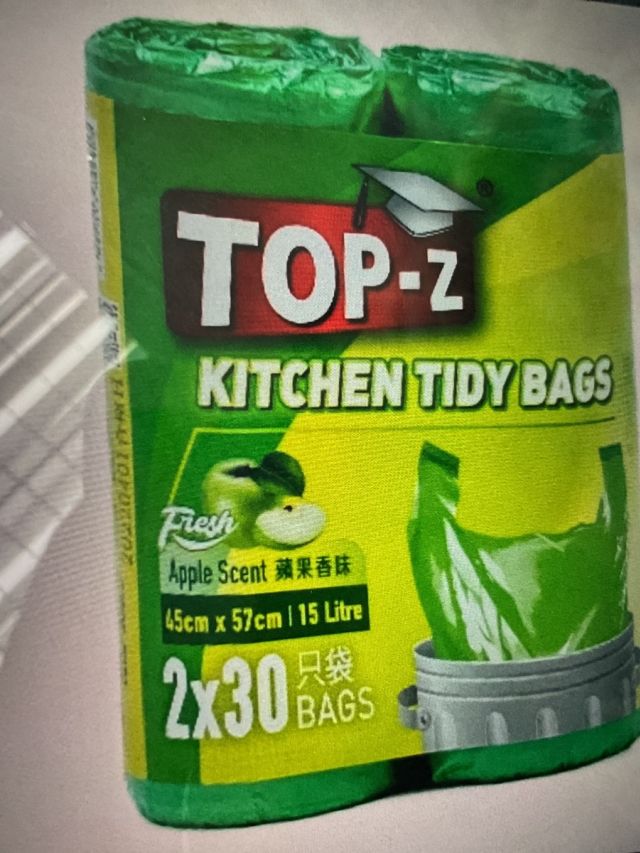 TOP-Z ®
KITCHEN TIDY BAGS
Fresh
Apple Scent 蘋果香味
45cm x 57cm | 15 Litre
2x30 只袋
BAGS